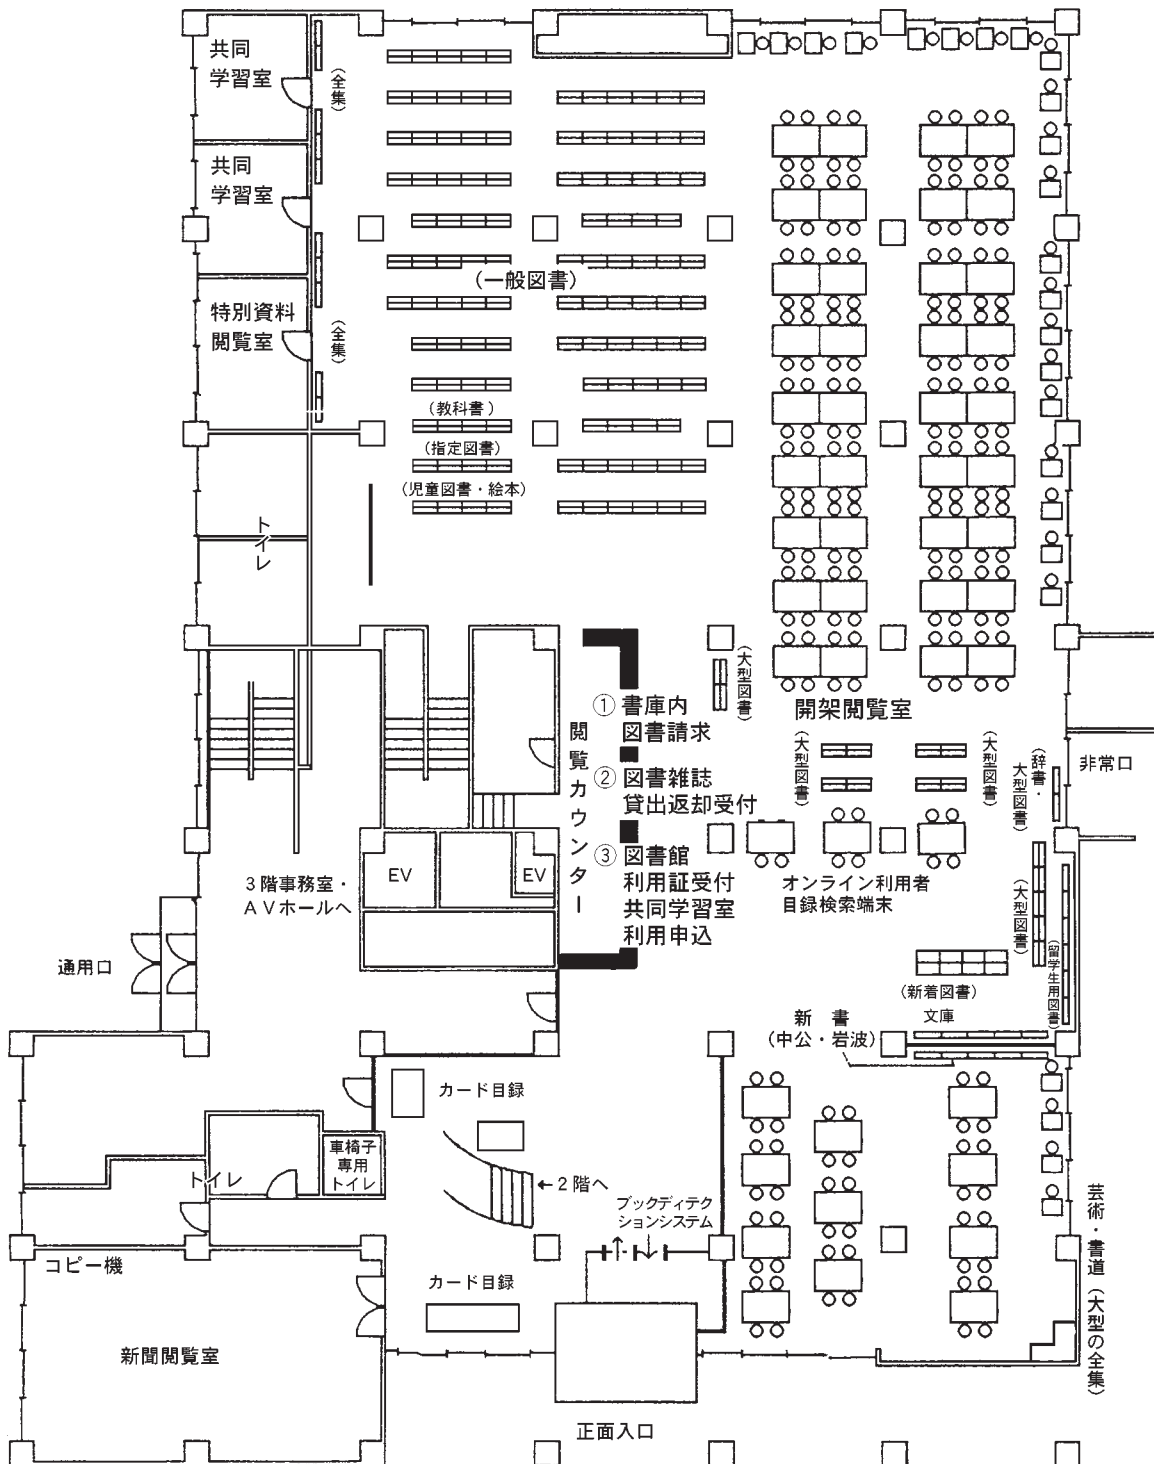 共同
学習室
(全集)
共同
学習室
(一般図書)
特別資料
閲覧室
(全集)
(教科書)
(指定図書)
(児童図書・絵本)
トイレ
(大型図書)
① 書庫内
図書請求
開架閲覧室
閲覧カウンター
(大型図書)
(大型図書)
(辞書・
大型図書)
非常口
② 図書雑誌
貸出返却受付
③ 図書館
利用証受付
共同学習室
利用申込
EV
EV
3階事務室・
AVホールへ
オンライン利用者
目録検索端末
(大型図書)
(留学生用図書)
通用口
(新着図書)
文庫
新書
(中公・岩波)
カード目録
車椅子
専用
トイレ
トイレ
←2階へ
ブックディテク
ションシステム
芸術・書道(大型の全集)
コピー機
カード目録
新聞閲覧室
正面入口